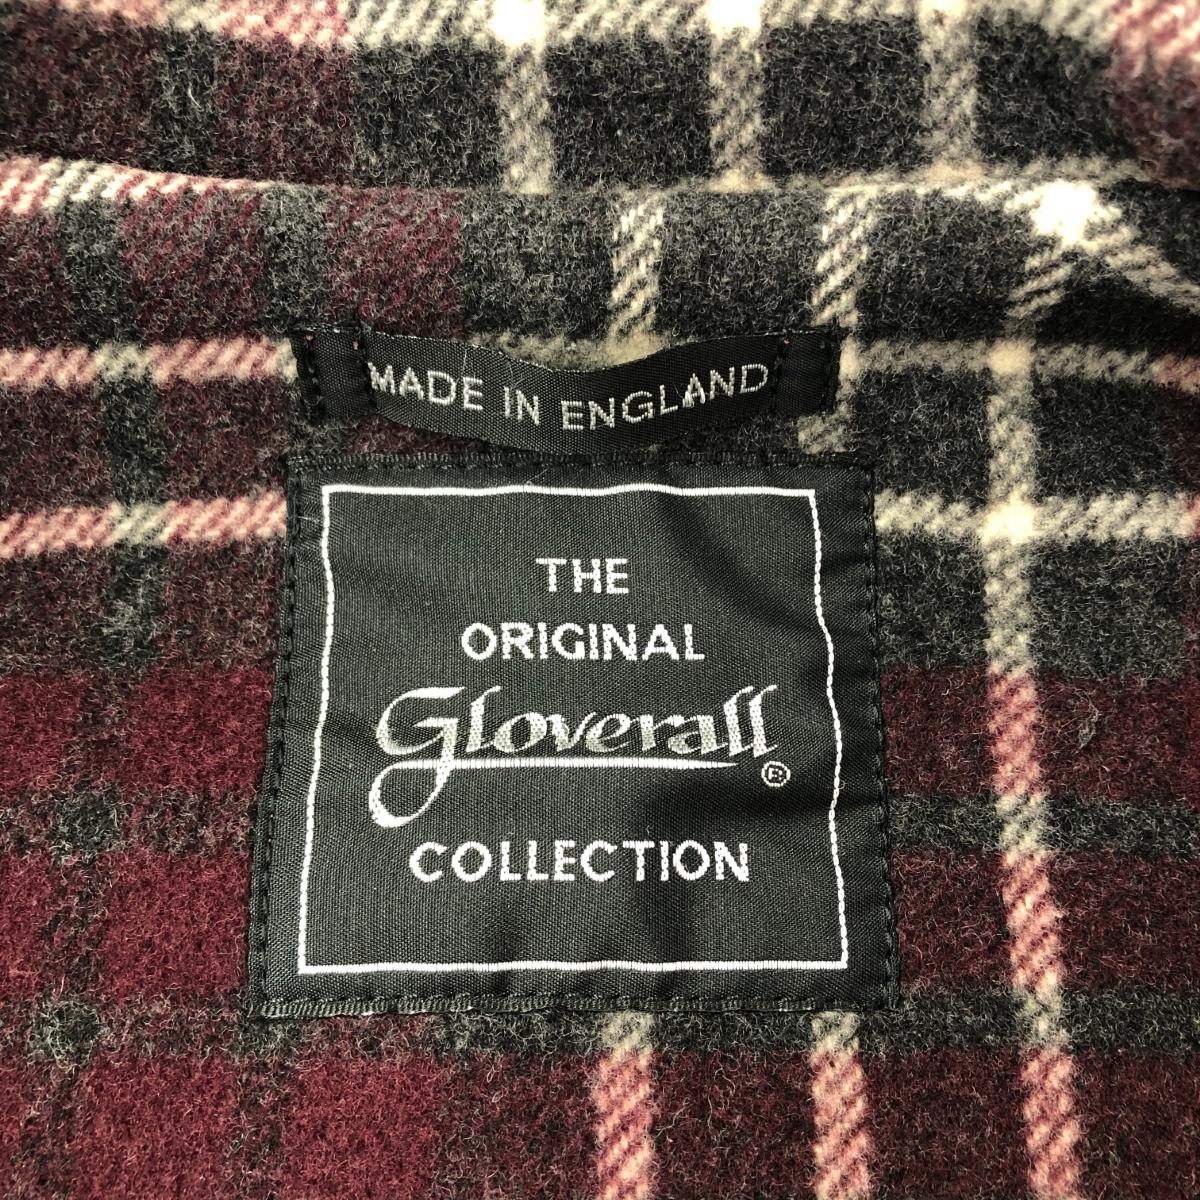 MADE IN ENGLAND
THE
ORIGINAL
Gloverall
®
COLLECTION